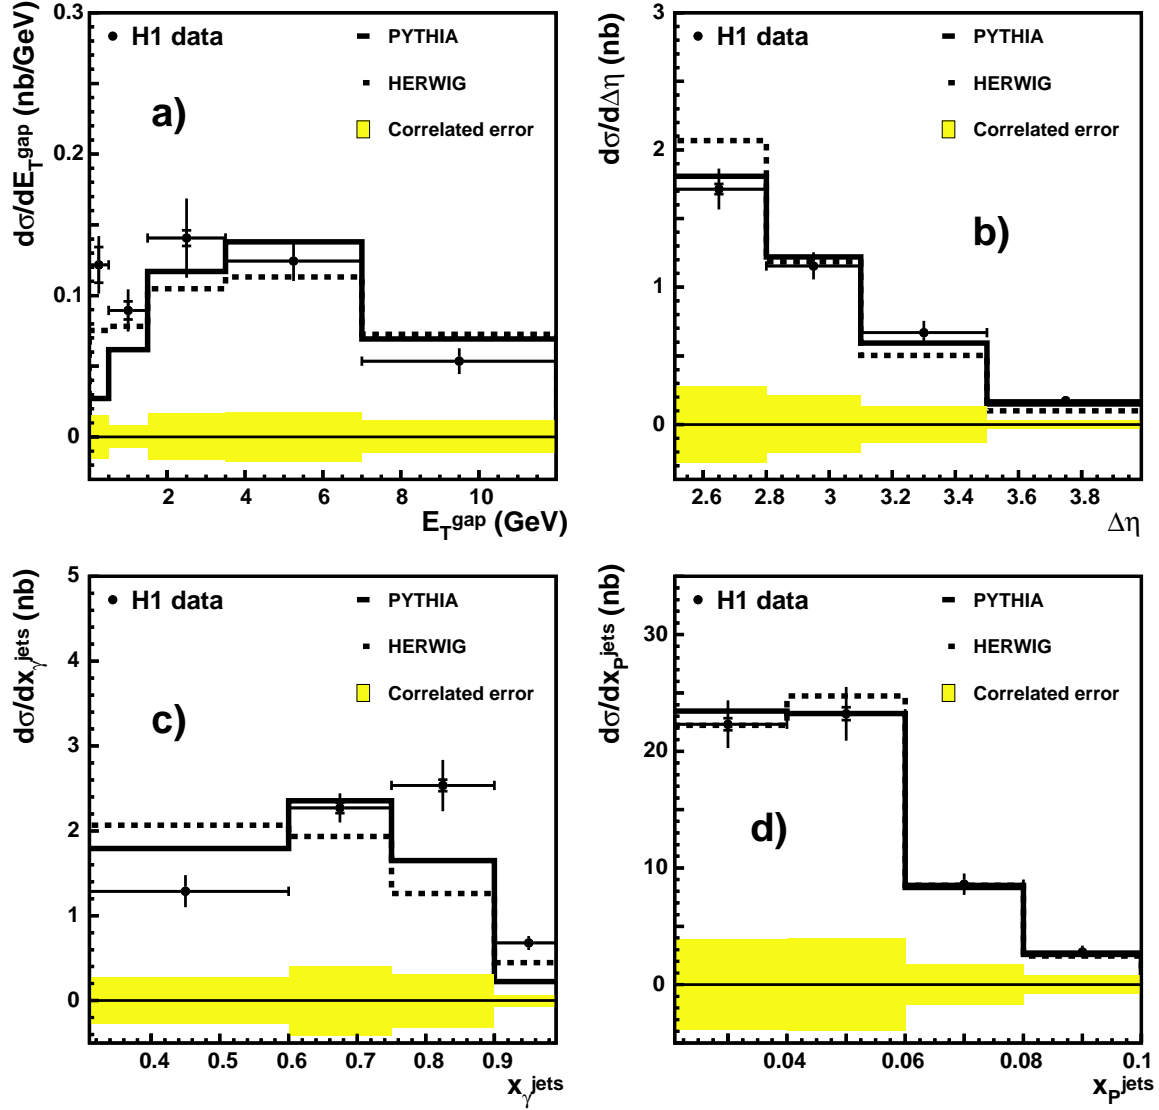 dσ/dE_T^gap (nb/GeV)
0.3
0.2
0.1
0
H1 data
PYTHIA
HERWIG
Correlated error
a)
2 4 6 8 10
E_T^gap (GeV)
dσ/dΔη (nb)
3
2
1
0
H1 data
PYTHIA
HERWIG
Correlated error
b)
2.6 2.8 3 3.2 3.4 3.6 3.8
Δη
dσ/dx_γ^jets (nb)
5
4
3
2
1
0
H1 data
PYTHIA
HERWIG
Correlated error
c)
0.4 0.5 0.6 0.7 0.8 0.9
x_γ^jets
dσ/dx_P^jets (nb)
30
20
10
0
H1 data
PYTHIA
HERWIG
Correlated error
d)
0.04 0.06 0.08 0.1
x_P^jets